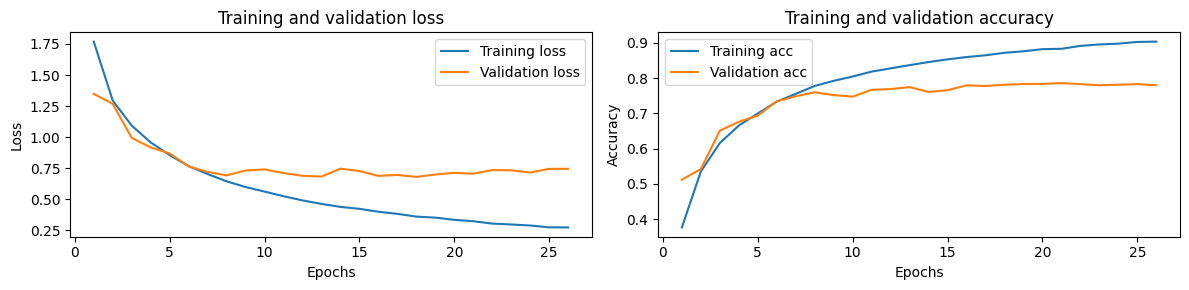 Training and validation loss
1.75
1.50
1.25
1.00
0.75
0.50
0.25
Loss
Training loss
Validation loss
0 5 10 15 20 25
Epochs
Training and validation accuracy
0.9
0.8
0.7
0.6
0.5
0.4
Accuracy
Training acc
Validation acc
0 5 10 15 20 25
Epochs